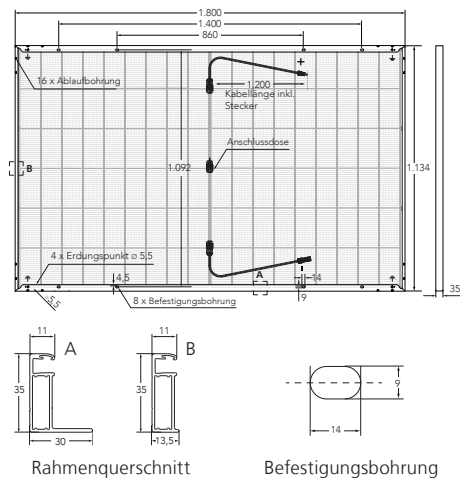 1.800
1.400
860
+
16 x Ablaufbohrung
1.200
Kabellänge inkl.
Stecker
Anschlussdose
B
1.092
1.134
4 x Erdungspunkt ø 5,5
4,5
A
14
5,5
8 x Befestigungsbohrung
9
35
11
A
11
B
35
35
30
13,5
9
14
Rahmenquerschnitt
Befestigungsbohrung